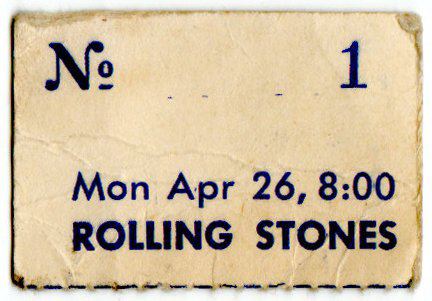 № 1
Mon Apr 26, 8:00
ROLLING STONES